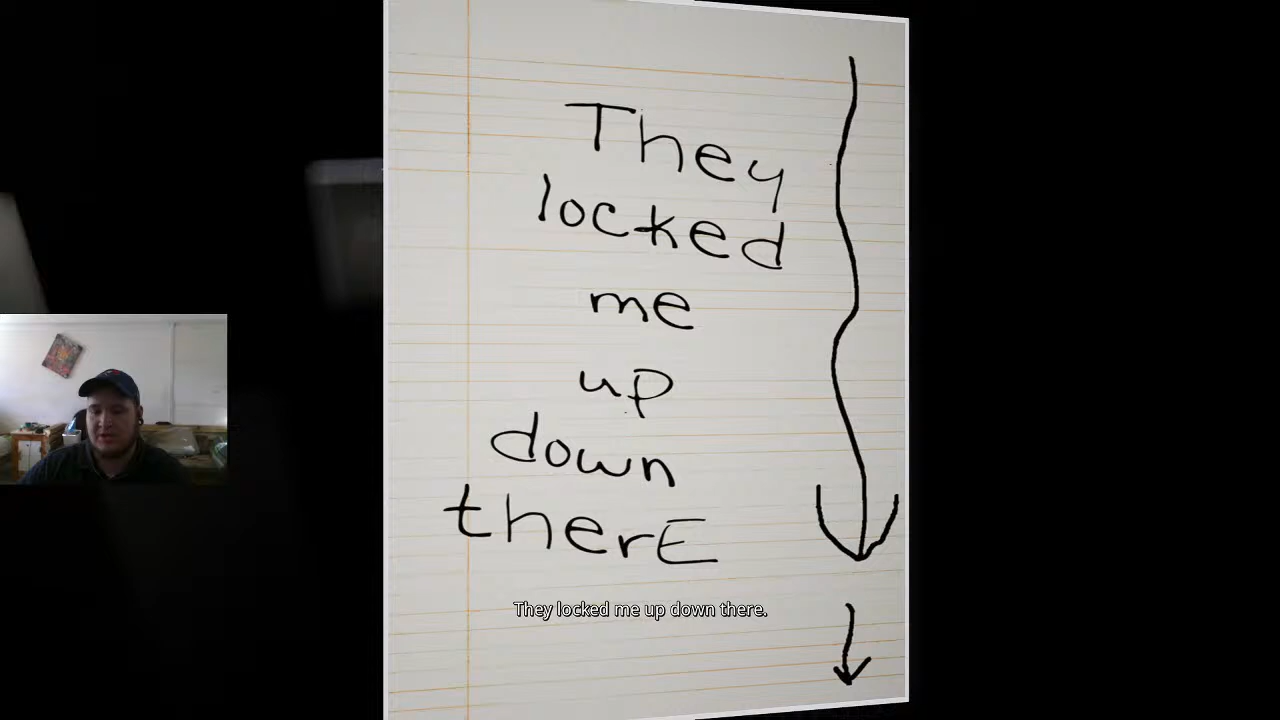 They
locked
me
up
down
therE
They locked me up down there.